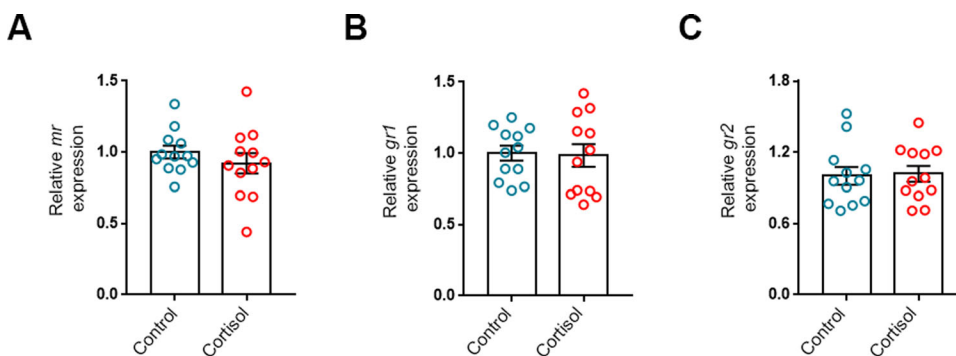 A
Relative mr
expression
1.5
1.0
0.5
0.0
Control
Cortisol
B
Relative gr1
expression
1.5
1.0
0.5
0.0
Control
Cortisol
C
Relative gr2
expression
1.8
1.2
0.6
0.0
Control
Cortisol